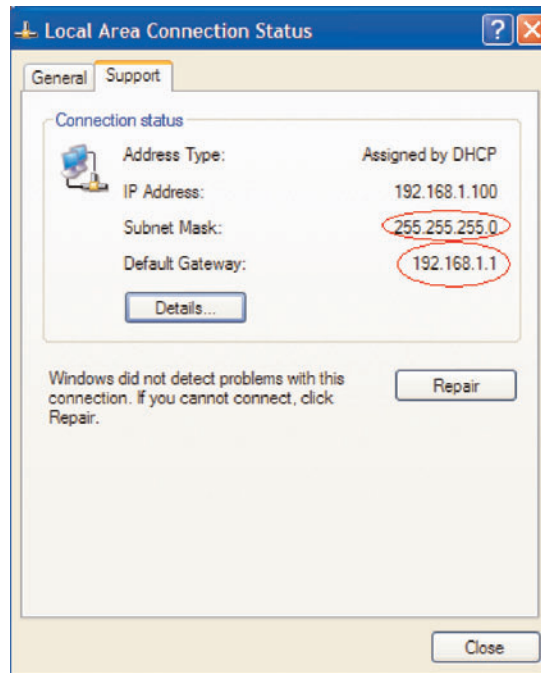 Local Area Connection Status
General Support
Connection status
Address Type: Assigned by DHCP
IP Address: 192.168.1.100
Subnet Mask: 255.255.255.0
Default Gateway: 192.168.1.1
Details...
Windows did not detect problems with this
connection. If you cannot connect, click
Repair.
Repair
Close